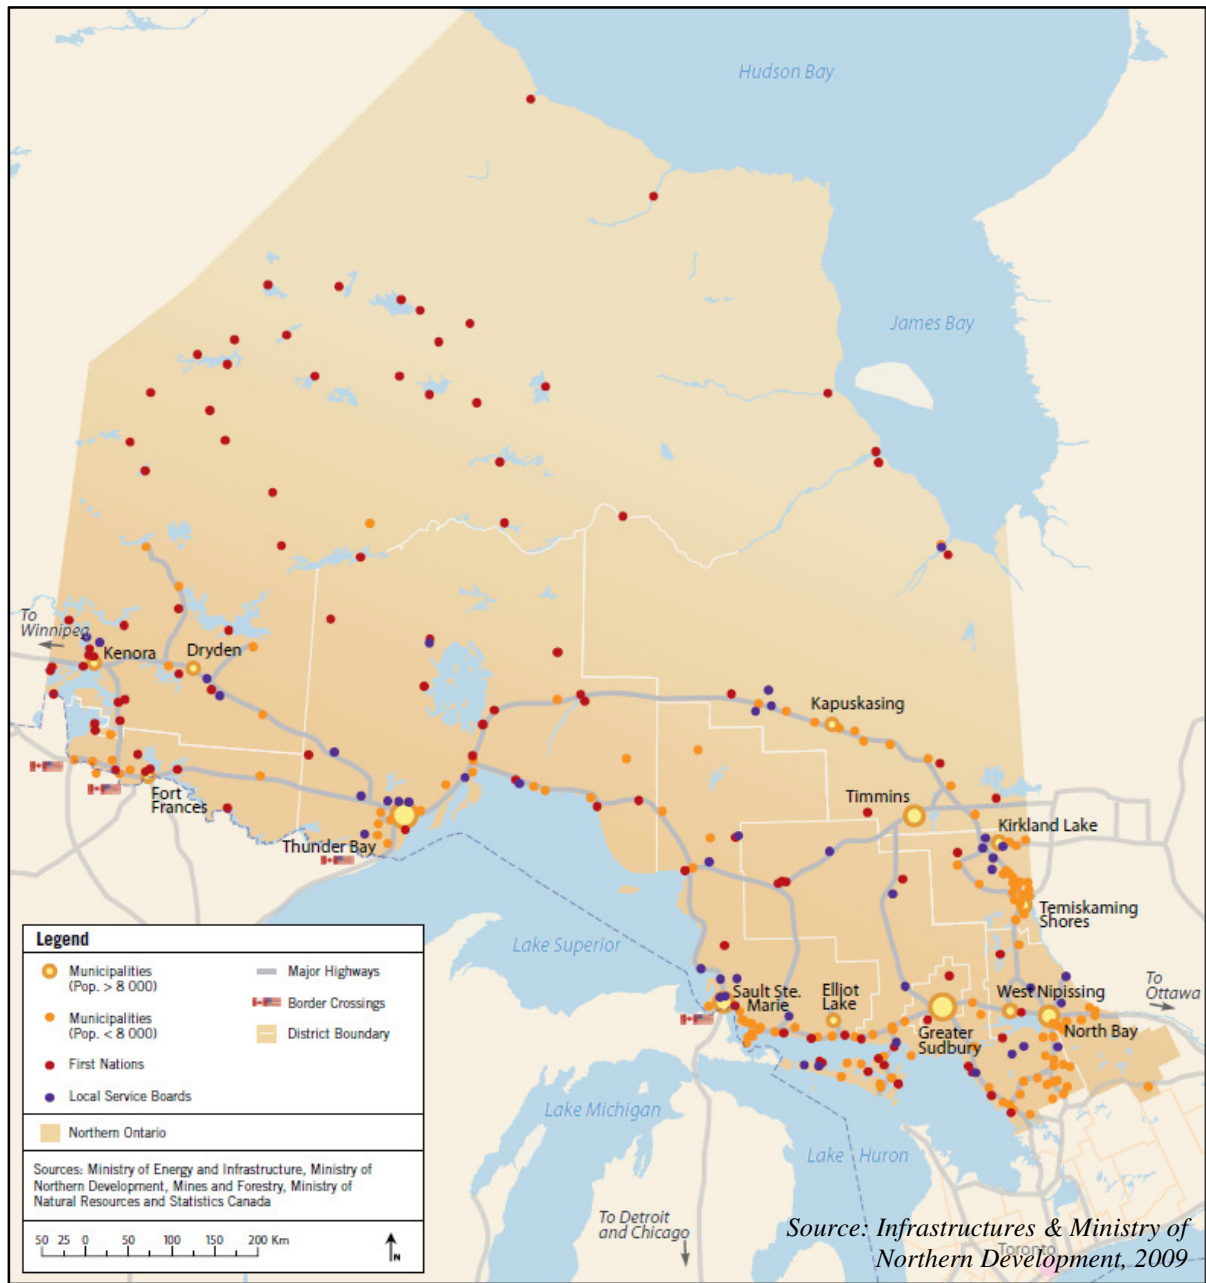 Hudson Bay
James Bay
To
Winnipeg
Kenora
Dryden
Kapuskasing
Fort
Frances
Timmins
Thunder Bay
Kirkland Lake
Temiskaming
Shores
Lake Superior
Sault Ste.
Marie
Elliot
Lake
West Nipissing
To
Ottawa
Greater
Sudbury
North Bay
Lake Michigan
Lake Huron
To Detroit
and Chicago
Toronto
Legend
Municipalities
(Pop. > 8 000)
Municipalities
(Pop. < 8 000)
First Nations
Local Service Boards
Major Highways
Border Crossings
District Boundary
Northern Ontario
Sources: Ministry of Energy and Infrastructure, Ministry of
Northern Development, Mines and Forestry, Ministry of
Natural Resources and Statistics Canada
50 25 0 50 100 150 200 Km
N
Source: Infrastructures & Ministry of
Northern Development, 2009